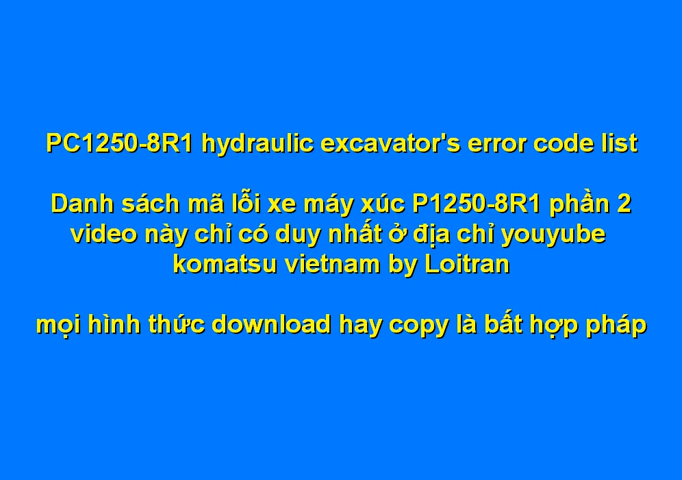 PC1250-8R1 hydraulic excavator's error code list
Danh sách mã lỗi xe máy xúc P1250-8R1 phần 2
video này chỉ có duy nhất ở địa chỉ youyube
komatsu vietnam by Loitran
mọi hình thức download hay copy là bất hợp pháp